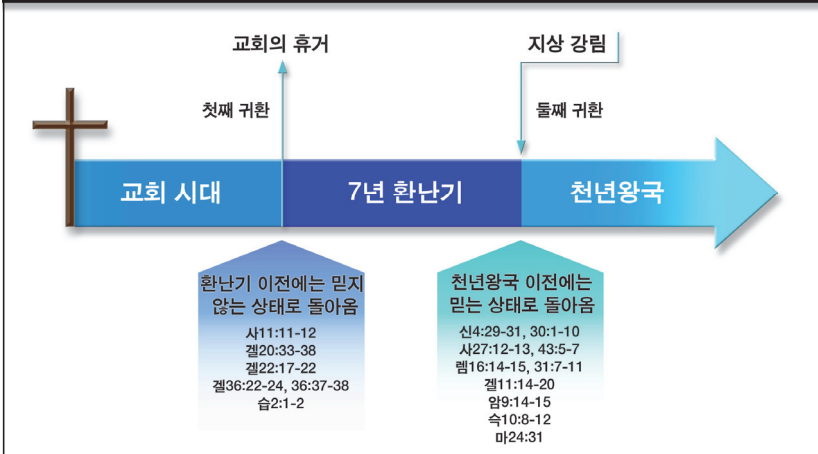 교회의 휴거
지상 강림
첫째 귀환
둘째 귀환
교회 시대
7년 환난기
천년왕국
환난기 이전에는 믿지
않는 상태로 돌아옴
사11:11-12
겔20:33-38
겔22:17-22
겔36:22-24, 36:37-38
습2:1-2
천년왕국 이전에는
믿는 상태로 돌아옴
신4:29-31, 30:1-10
사27:12-13, 43:5-7
렘16:14-15, 31:7-11
겔11:14-20
암9:14-15
슥10:8-12
마24:31